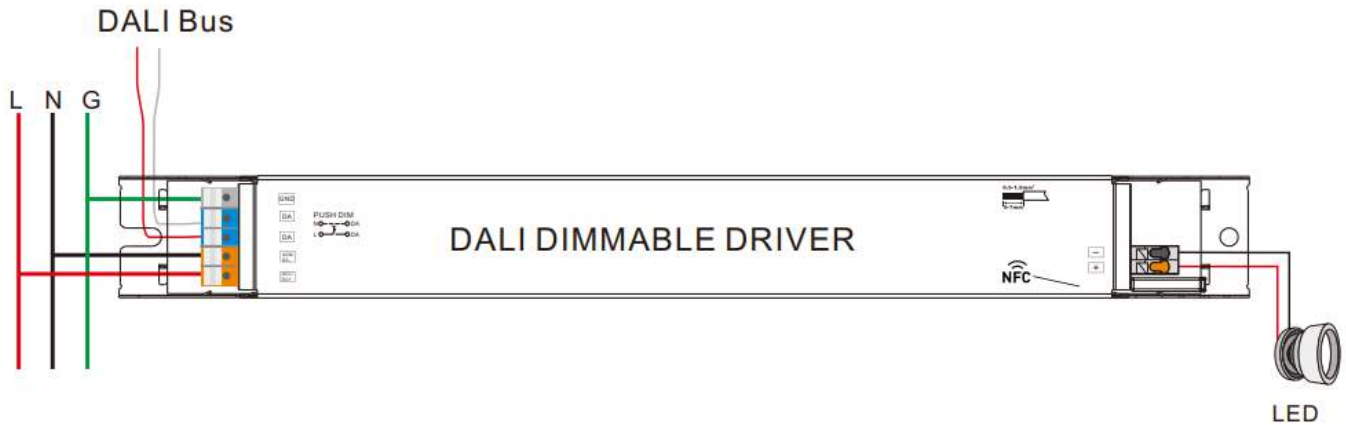 DALI Bus
L N G
GND
DA
DA
PUSH DIM
N DA
L DA
DALI DIMMABLE DRIVER
NFC
−
+
LED